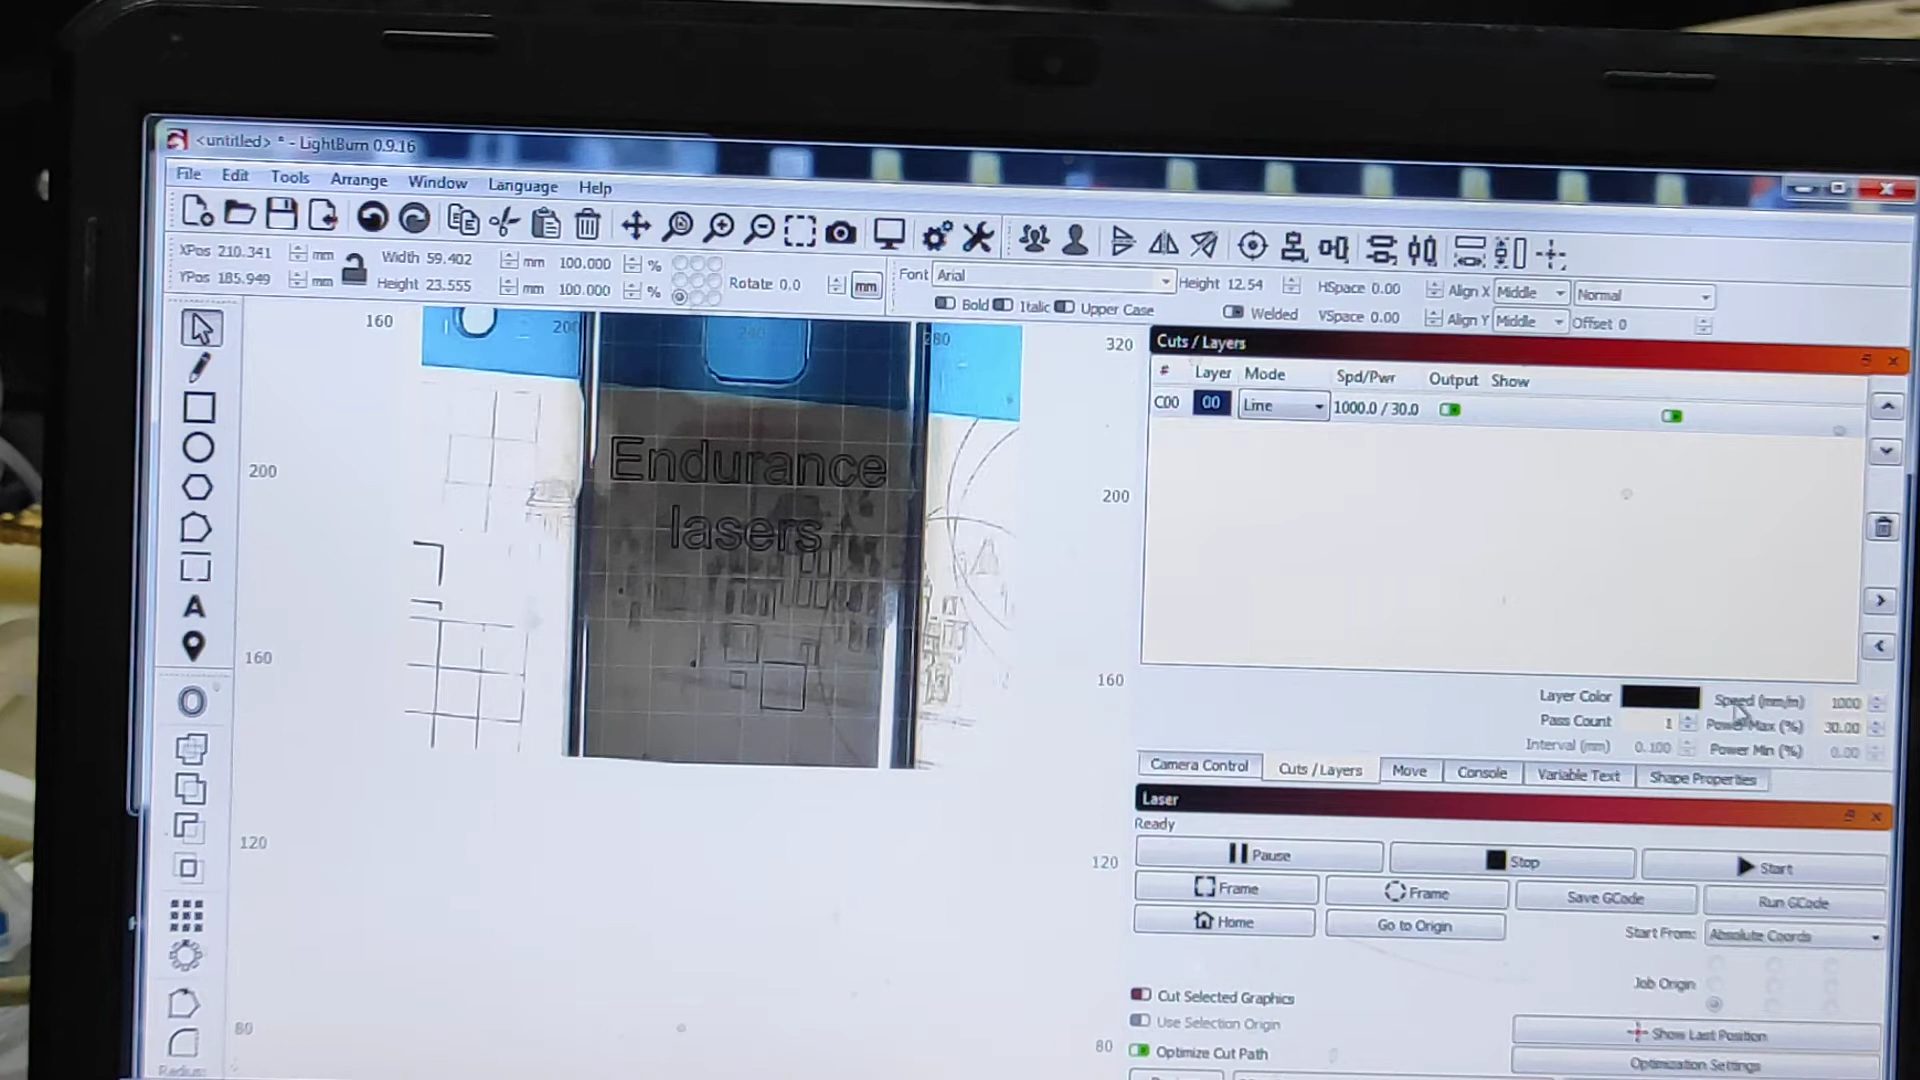 <untitled> * - LightBurn 0.9.16
File Edit Tools Arrange Window Language Help
XPos 210.341 mm Width 59.402 mm 100.000 %
YPos 185.949 mm Height 23.555 mm 100.000 % Rotate 0.0 mm
Font Arial Height 12.54 HSpace 0.00 Align X Middle Normal
Bold Italic Upper Case Welded VSpace 0.00 Align Y Middle Offset 0
160 200 240 280 320
200 200
160 160
120 120
80 80
Endurance
lasers
Cuts / Layers
# Layer Mode Spd/Pwr Output Show
C00 00 Line 1000.0 / 30.0
Layer Color Speed (mm/m) 1000
Pass Count 1 Power Max (%) 30.00
Interval (mm) 0.100 Power Min (%) 0.00
Camera Control Cuts / Layers Move Console Variable Text Shape Properties
Laser
Ready
Pause Stop Start
Frame Frame Save GCode Run GCode
Home Go to Origin Start From: Absolute Coords
Job Origin
Cut Selected Graphics
Use Selection Origin Show Last Position
Optimize Cut Path Optimization Settings
Radius: